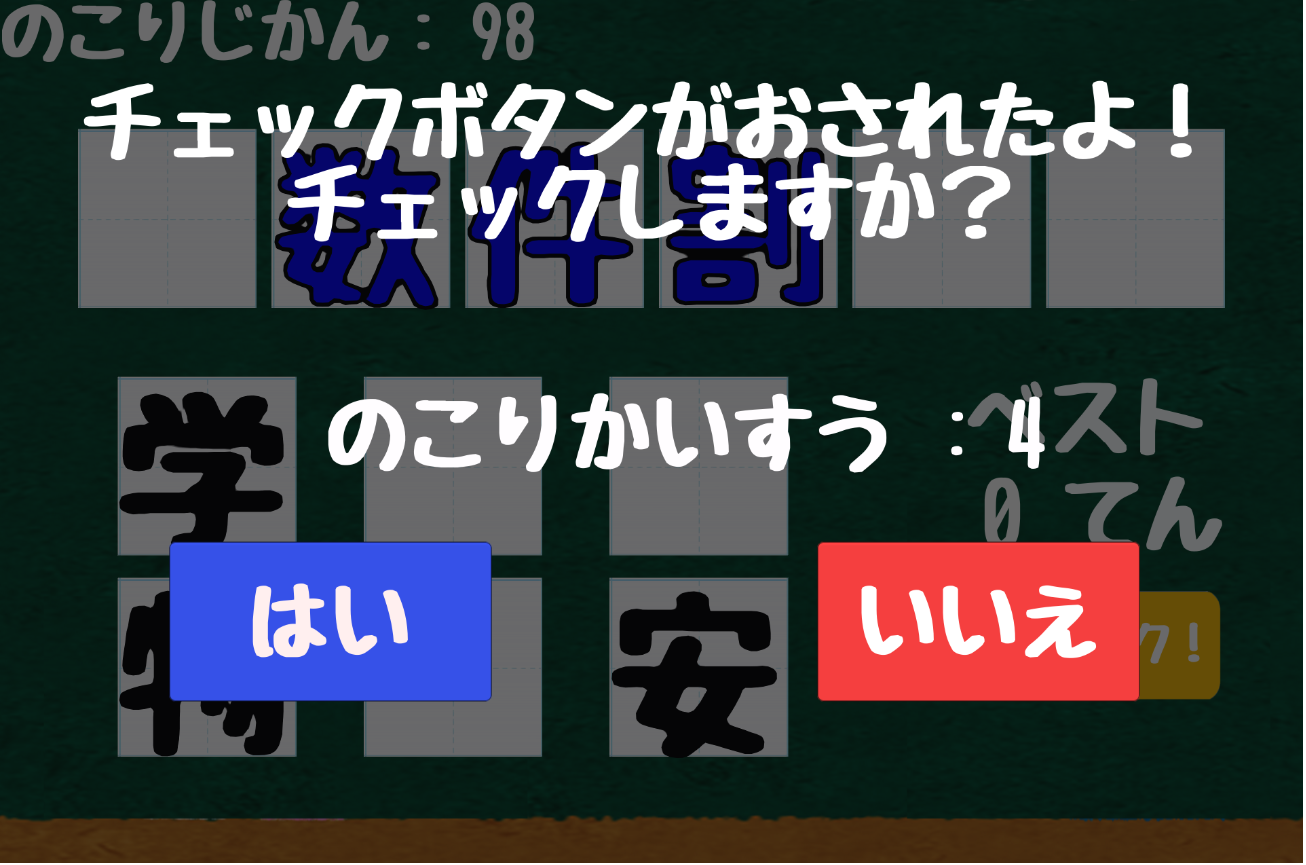 のこりじかん： 98
チェックボタンがおされたよ！
チェックしますか？
数件割
のこりかいすう ：4
ベスト
0 てん
学
はい
いいえ
ク！
物
安